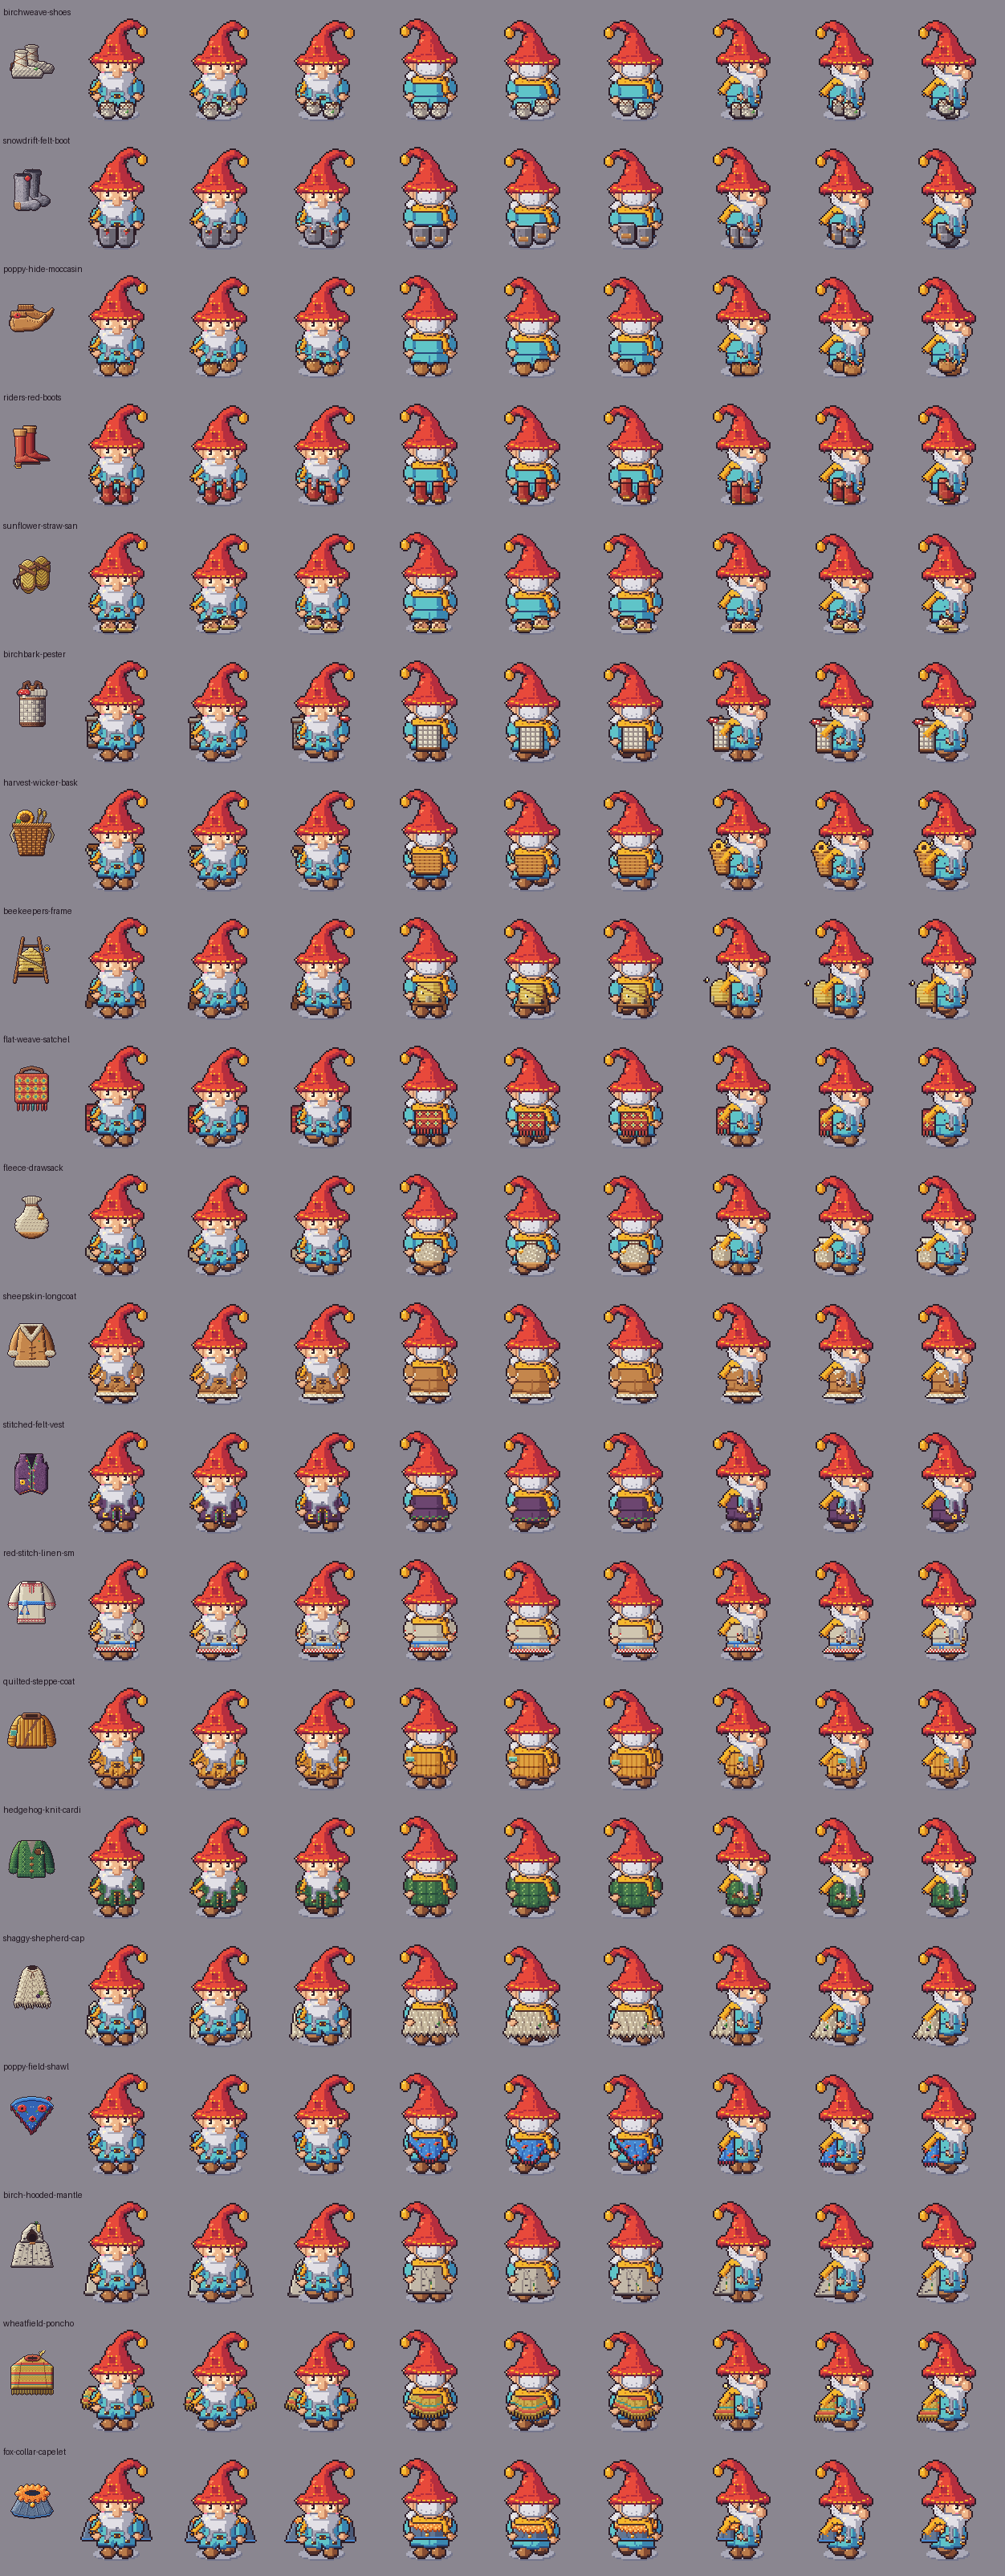 birchweave-shoes
snowdrift-felt-boot
poppy-hide-moccasin
riders-red-boots
sunflower-straw-san
birchbark-pester
harvest-wicker-bask
beekeepers-frame
flat-weave-satchel
fleece-drawsack
sheepskin-longcoat
stitched-felt-vest
red-stitch-linen-sm
quilted-steppe-coat
hedgehog-knit-cardi
shaggy-shepherd-cap
poppy-field-shawl
birch-hooded-mantle
wheatfield-poncho
fox-collar-capelet